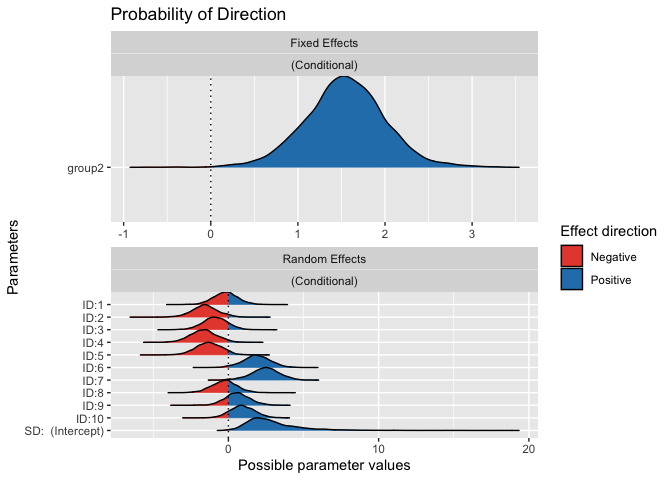 Probability of Direction
Fixed Effects
(Conditional)
group2
-1 0 1 2 3
Random Effects
(Conditional)
ID:1
ID:2
ID:3
ID:4
ID:5
ID:6
ID:7
ID:8
ID:9
ID:10
SD: (Intercept)
0 10 20
Possible parameter values
Parameters
Effect direction
Negative
Positive